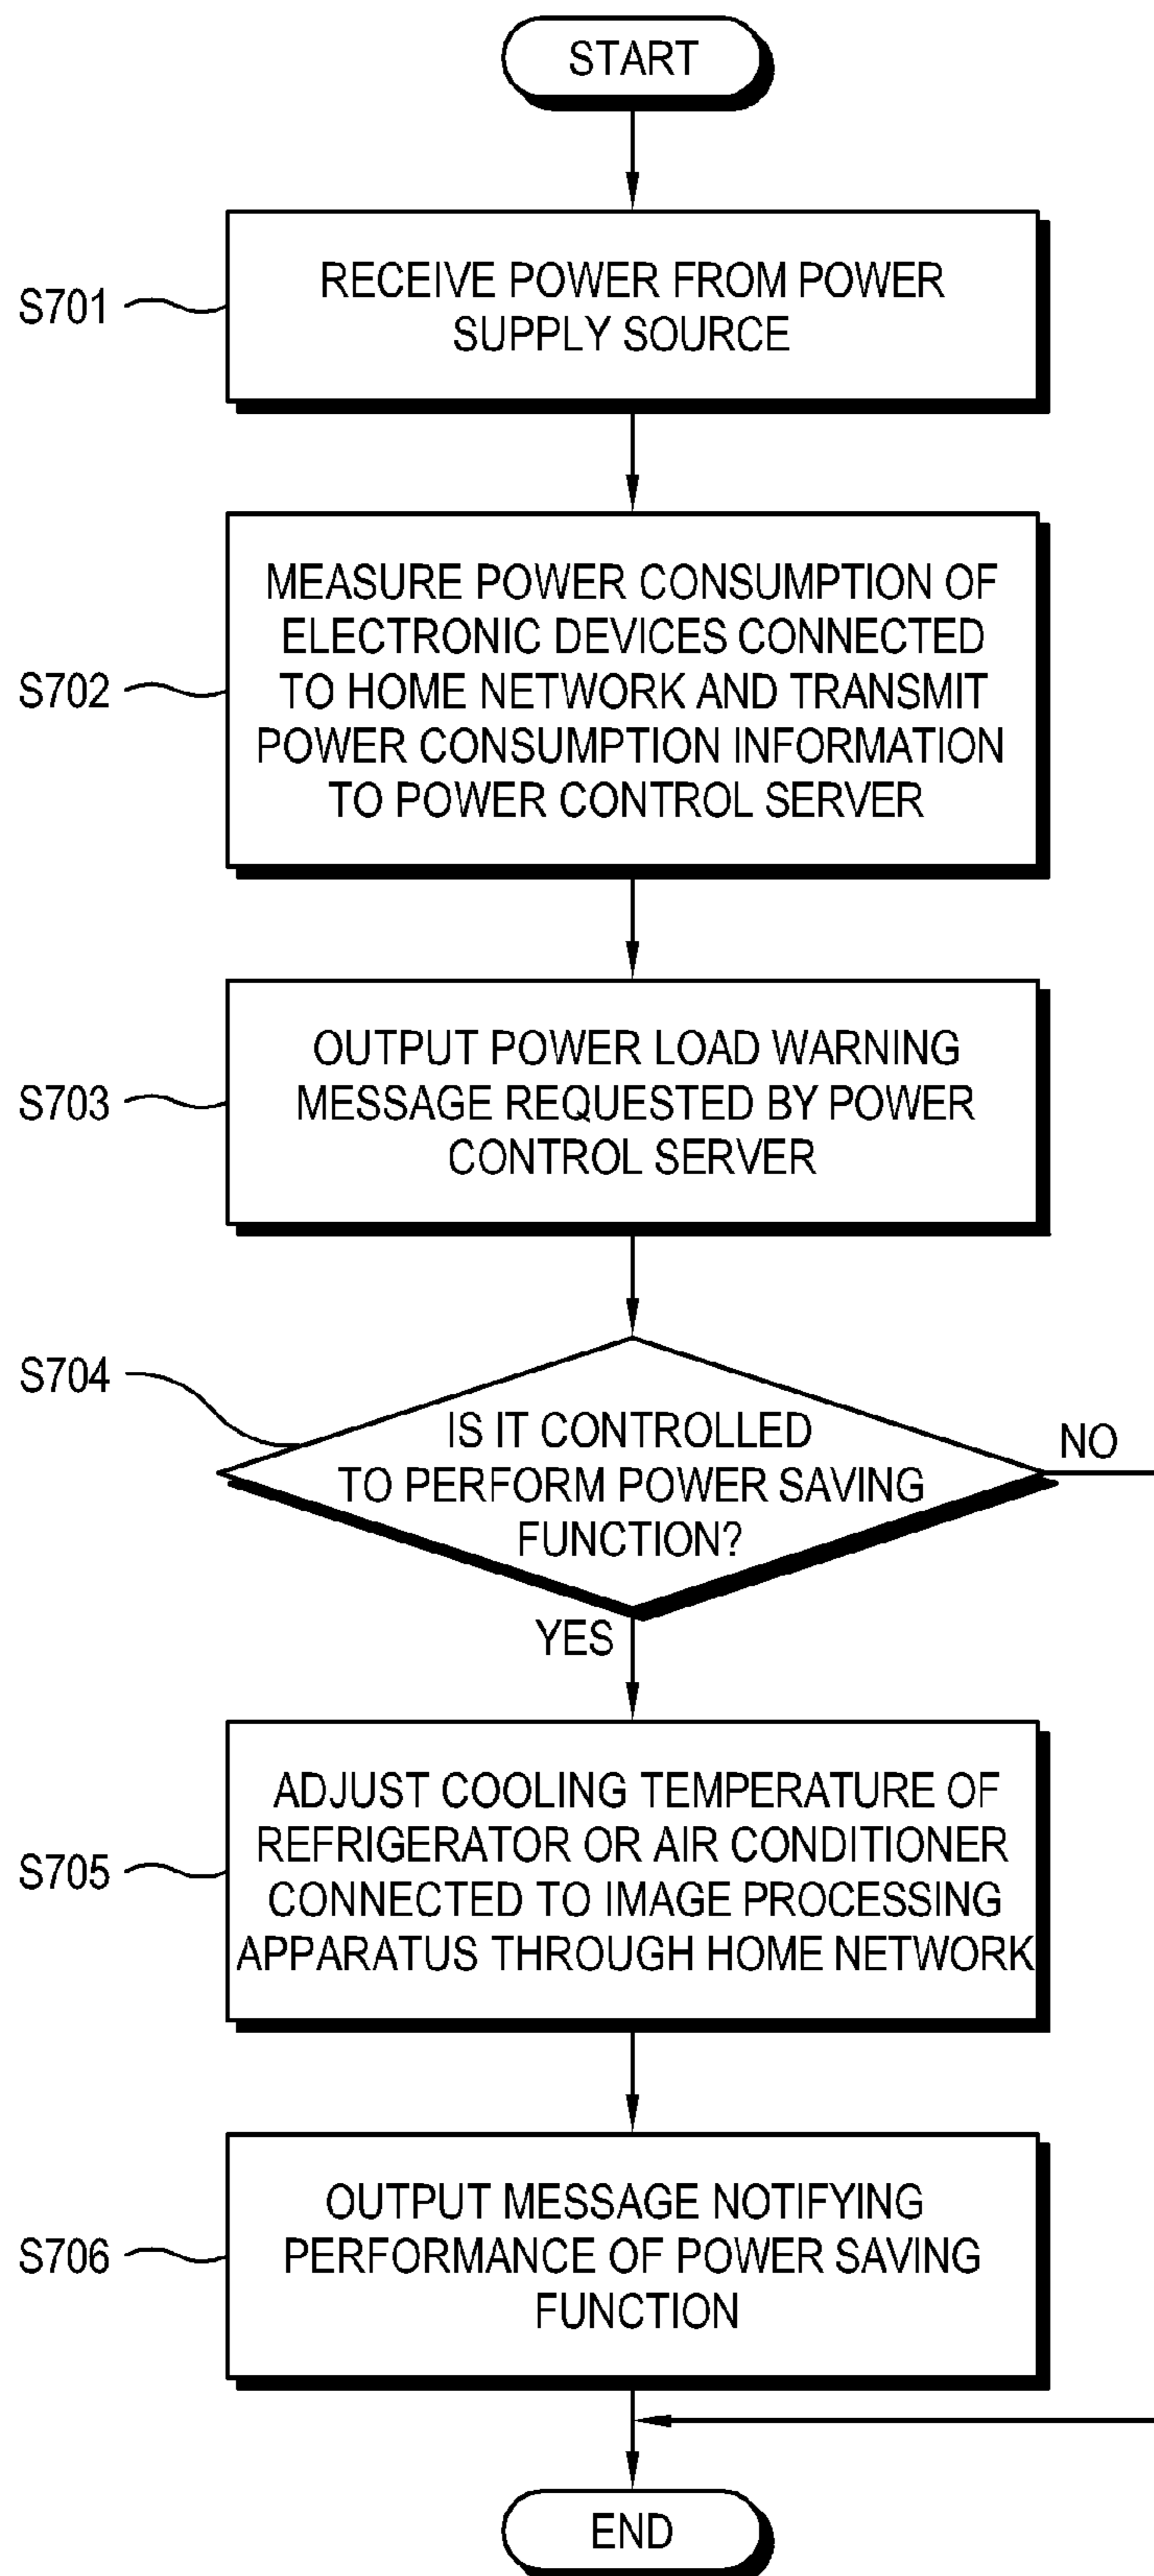 START
S701
RECEIVE POWER FROM POWER
SUPPLY SOURCE
S702
MEASURE POWER CONSUMPTION OF
ELECTRONIC DEVICES CONNECTED
TO HOME NETWORK AND TRANSMIT
POWER CONSUMPTION INFORMATION
TO POWER CONTROL SERVER
S703
OUTPUT POWER LOAD WARNING
MESSAGE REQUESTED BY POWER
CONTROL SERVER
S704
IS IT CONTROLLED
TO PERFORM POWER SAVING
FUNCTION?
NO
YES
S705
ADJUST COOLING TEMPERATURE OF
REFRIGERATOR OR AIR CONDITIONER
CONNECTED TO IMAGE PROCESSING
APPARATUS THROUGH HOME NETWORK
S706
OUTPUT MESSAGE NOTIFYING
PERFORMANCE OF POWER SAVING
FUNCTION
END